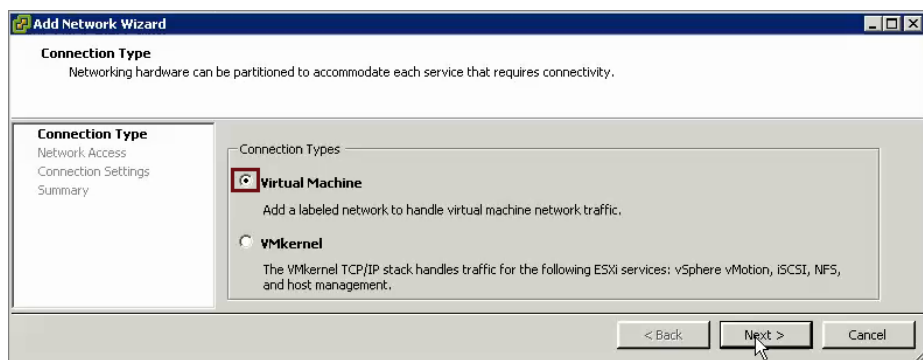 Add Network Wizard
Connection Type
Networking hardware can be partitioned to accommodate each service that requires connectivity.
Connection Type
Network Access
Connection Settings
Summary
Connection Types
Virtual Machine
Add a labeled network to handle virtual machine network traffic.
VMkernel
The VMkernel TCP/IP stack handles traffic for the following ESXi services: vSphere vMotion, iSCSI, NFS,
and host management.
< Back
Next >
Cancel